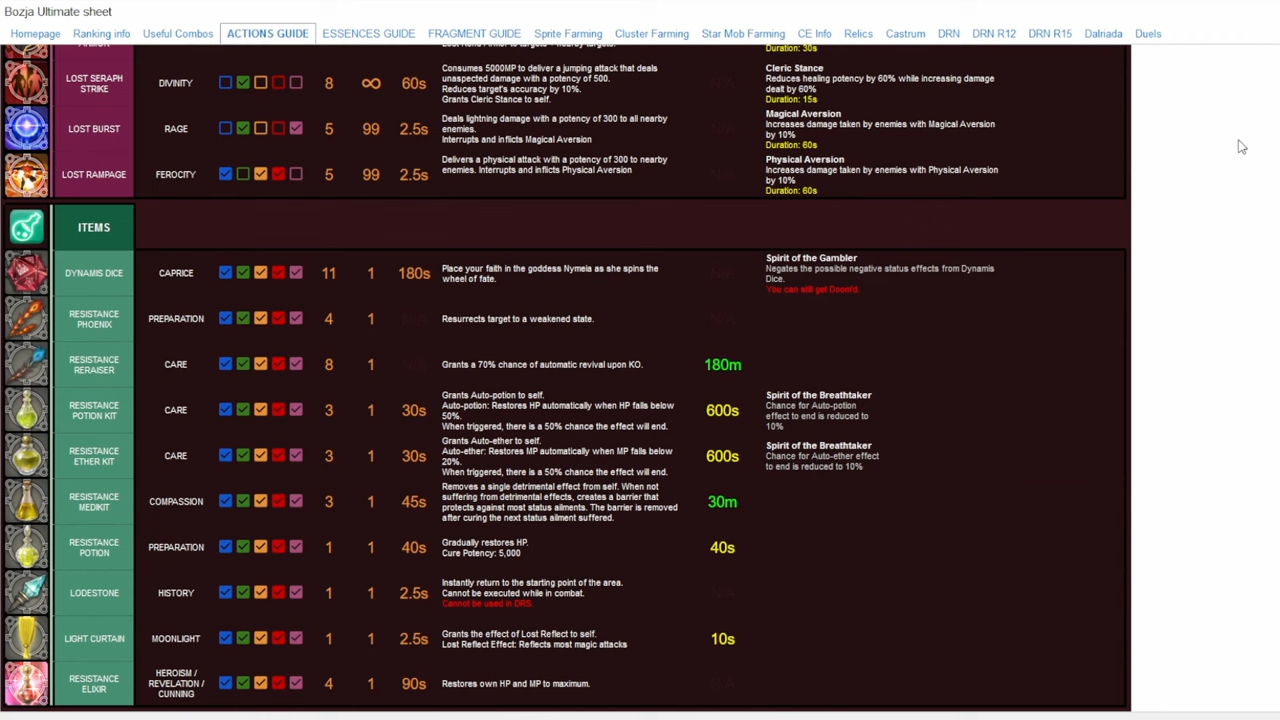 Bozja Ultimate sheet
Homepage Ranking info Useful Combos ACTIONS GUIDE ESSENCES GUIDE FRAGMENT GUIDE Sprite Farming Cluster Farming Star Mob Farming CE Info Relics Castrum DRN DRN R12 DRN R15 Dalriada Duels
Duration: 30s
LOST SERAPH
STRIKE
DIVINITY
8 ∞ 60s
Consumes 5000MP to deliver a jumping attack that deals
unaspected damage with a potency of 500.
Reduces target's accuracy by 10%.
Grants Cleric Stance to self.
Cleric Stance
Reduces healing potency by 60% while increasing damage
dealt by 60%
Duration: 15s
LOST BURST
RAGE
5 99 2.5s
Deals lightning damage with a potency of 300 to all nearby
enemies.
Interrupts and inflicts Magical Aversion
Magical Aversion
Increases damage taken by enemies with Magical Aversion
by 10%
Duration: 60s
LOST RAMPAGE
FEROCITY
5 99 2.5s
Delivers a physical attack with a potency of 300 to nearby
enemies. Interrupts and inflicts Physical Aversion
Physical Aversion
Increases damage taken by enemies with Physical Aversion
by 10%
Duration: 60s
ITEMS
DYNAMIS DICE
CAPRICE
11 1 180s
Place your faith in the goddess Nymeia as she spins the
wheel of fate.
Spirit of the Gambler
Negates the possible negative status effects from Dynamis
Dice.
You can still get Doom'd.
RESISTANCE
PHOENIX
PREPARATION
4 1
Resurrects target to a weakened state.
RESISTANCE
RERAISER
CARE
8 1
Grants a 70% chance of automatic revival upon KO.
180m
RESISTANCE
POTION KIT
CARE
3 1 30s
Grants Auto-potion to self.
Auto-potion: Restores HP automatically when HP falls below
50%.
When triggered, there is a 50% chance the effect will end.
600s
Spirit of the Breathtaker
Chance for Auto-potion
effect to end is reduced to
10%
RESISTANCE
ETHER KIT
CARE
3 1 30s
Grants Auto-ether to self.
Auto-ether: Restores MP automatically when MP falls below
20%.
When triggered, there is a 50% chance the effect will end.
600s
Spirit of the Breathtaker
Chance for Auto-ether effect
to end is reduced to 10%
RESISTANCE
MEDIKIT
COMPASSION
3 1 45s
Removes a single detrimental effect from self. When not
suffering from detrimental effects, creates a barrier that
protects against most status ailments. The barrier is removed
after curing the next status ailment suffered.
30m
RESISTANCE
POTION
PREPARATION
1 1 40s
Gradually restores HP.
Cure Potency: 5,000
40s
LODESTONE
HISTORY
1 1 2.5s
Instantly return to the starting point of the area.
Cannot be executed while in combat.
Cannot be used in DRS.
LIGHT CURTAIN
MOONLIGHT
1 1 2.5s
Grants the effect of Lost Reflect to self.
Lost Reflect Effect: Reflects most magic attacks
10s
RESISTANCE
ELIXIR
HEROISM /
REVELATION /
CUNNING
4 1 90s
Restores own HP and MP to maximum.